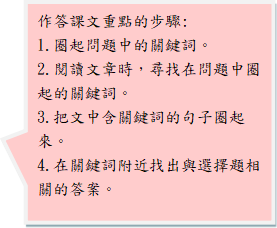 作答課文重點的步驟:
1.圈起問題中的關鍵詞。
2.閱讀文章時，尋找在問題中圈
起的關鍵詞。
3.把文中含關鍵詞的句子圈起
來。
4.在關鍵詞附近找出與選擇題相
關的答案。